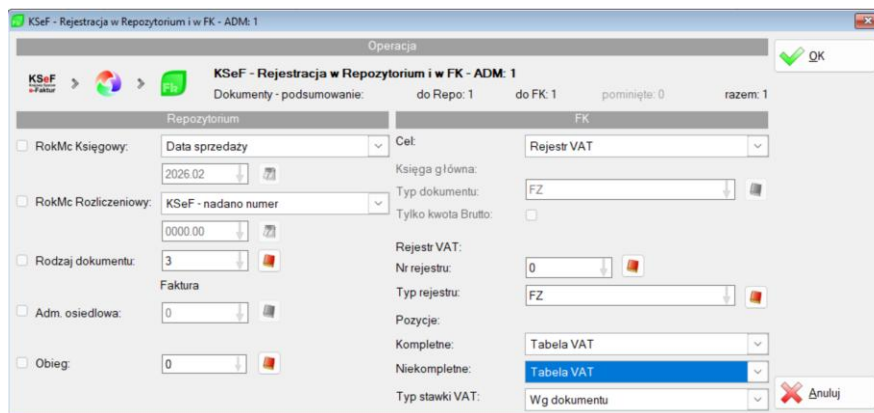 KSeF - Rejestracja w Repozytorium i w FK - ADM: 1
Operacja
OK
KSeF
e-Faktur
Fk
KSeF - Rejestracja w Repozytorium i w FK - ADM: 1
Dokumenty - podsumowanie: do Repo: 1 do FK: 1 pominięte: 0 razem: 1
Repozytorium
FK
RokMc Księgowy: Data sprzedaży
2026.02
RokMc Rozliczeniowy: KSeF - nadano numer
0000.00
Rodzaj dokumentu: 3
Faktura
Adm. osiedlowa: 0
Obieg: 0
Cel: Rejestr VAT
Księga główna:
Typ dokumentu: FZ
Tylko kwota Brutto:
Rejestr VAT:
Nr rejestru: 0
Typ rejestru: FZ
Pozycje:
Kompletne: Tabela VAT
Niekompletne: Tabela VAT
Typ stawki VAT: Wg dokumentu
Anuluj